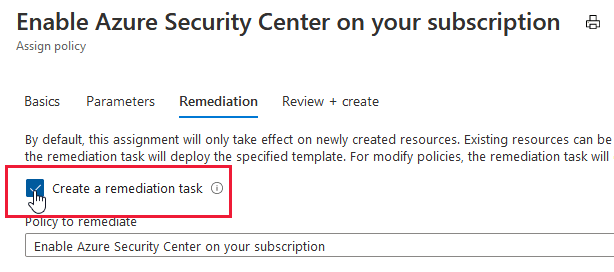 Enable Azure Security Center on your subscription
Assign policy
Basics Parameters Remediation Review + create
By default, this assignment will only take effect on newly created resources. Existing resources can be
the remediation task will deploy the specified template. For modify policies, the remediation task will
Create a remediation task
Policy to remediate
Enable Azure Security Center on your subscription